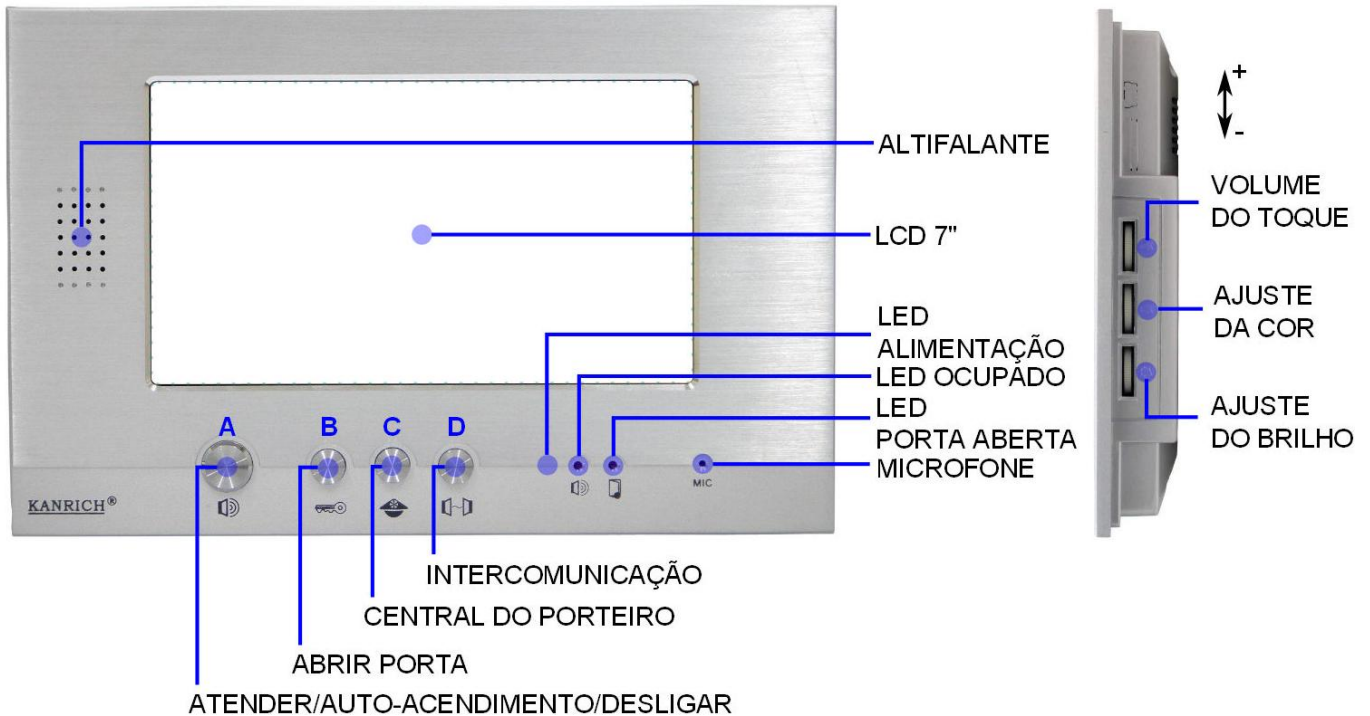 ALTIFALANTE
LCD 7"
LED
ALIMENTAÇÃO
LED OCUPADO
LED
PORTA ABERTA
MICROFONE
A B C D
MIC
KANRICH®
INTERCOMUNICAÇÃO
CENTRAL DO PORTEIRO
ABRIR PORTA
ATENDER/AUTO-ACENDIMENTO/DESLIGAR
+
-
VOLUME
DO TOQUE
AJUSTE
DA COR
AJUSTE
DO BRILHO